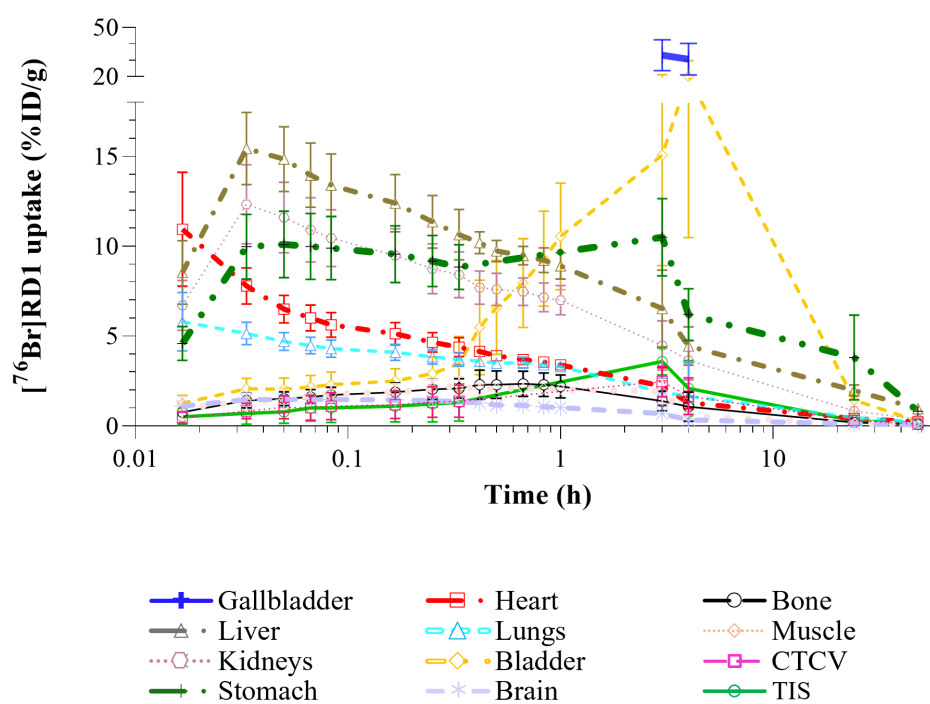 [⁷⁶Br]RD1 uptake (%ID/g)
50
20
15
10
5
0
0.01 0.1 1 10
Time (h)
Gallbladder Heart Bone
Liver Lungs Muscle
Kidneys Bladder CTCV
Stomach Brain TIS